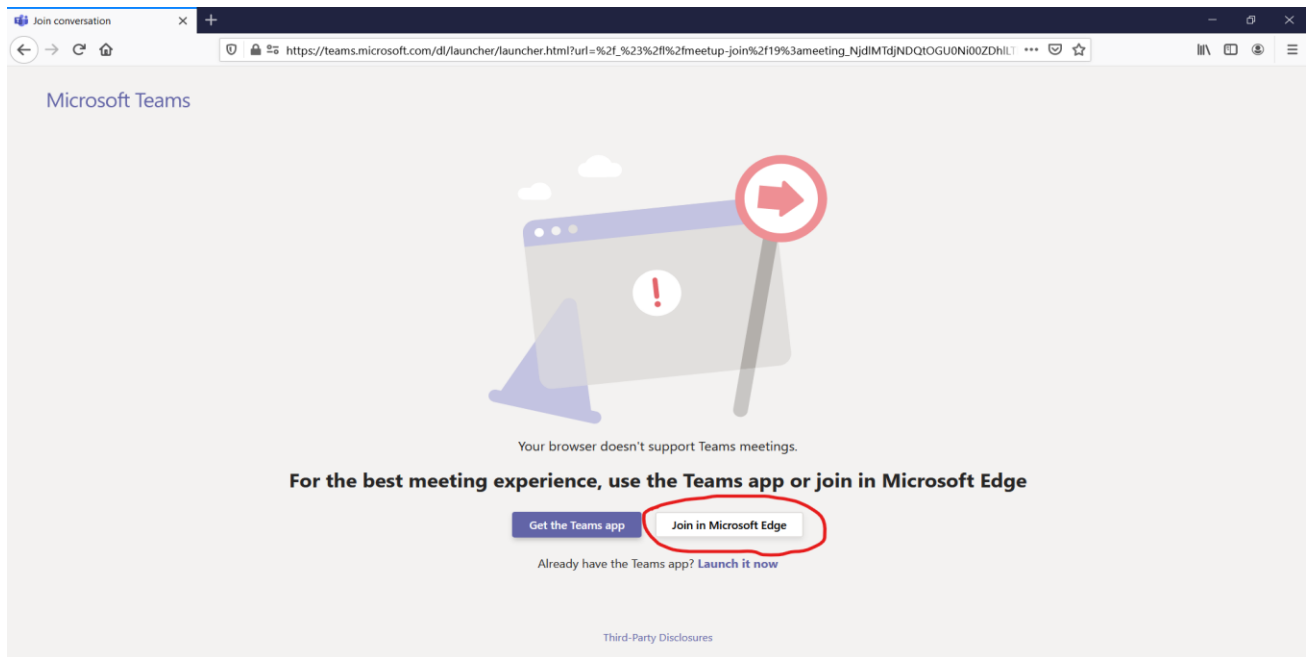 Join conversation
https://teams.microsoft.com/dl/launcher/launcher.html?url=%2f_%23%2fl%2fmeetup-join%2f19%3ameeting_NjdlMTdjNDQtOGU0Ni00ZDhlLT
Microsoft Teams
!
Your browser doesn't support Teams meetings.
For the best meeting experience, use the Teams app or join in Microsoft Edge
Get the Teams app Join in Microsoft Edge
Already have the Teams app? Launch it now
Third-Party Disclosures